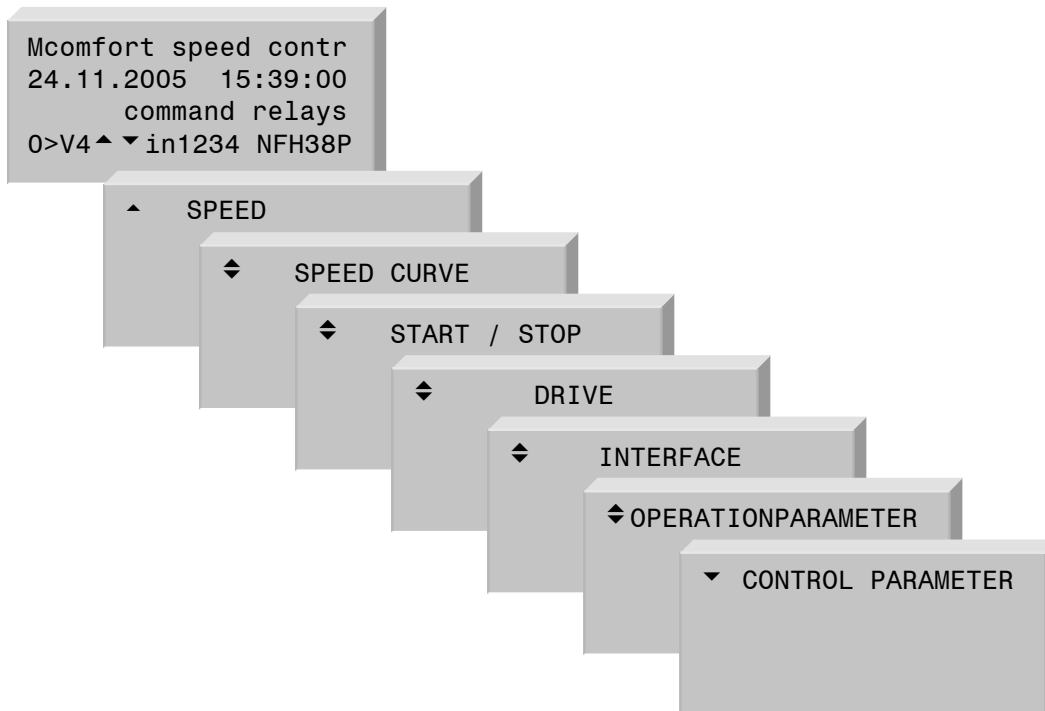 Mcomfort speed contr
24.11.2005 15:39:00
command relays
0>V4▲ ▼in1234 NFH38P
▲ SPEED
SPEED CURVE
START / STOP
DRIVE
INTERFACE
OPERATIONPARAMETER
▼ CONTROL PARAMETER